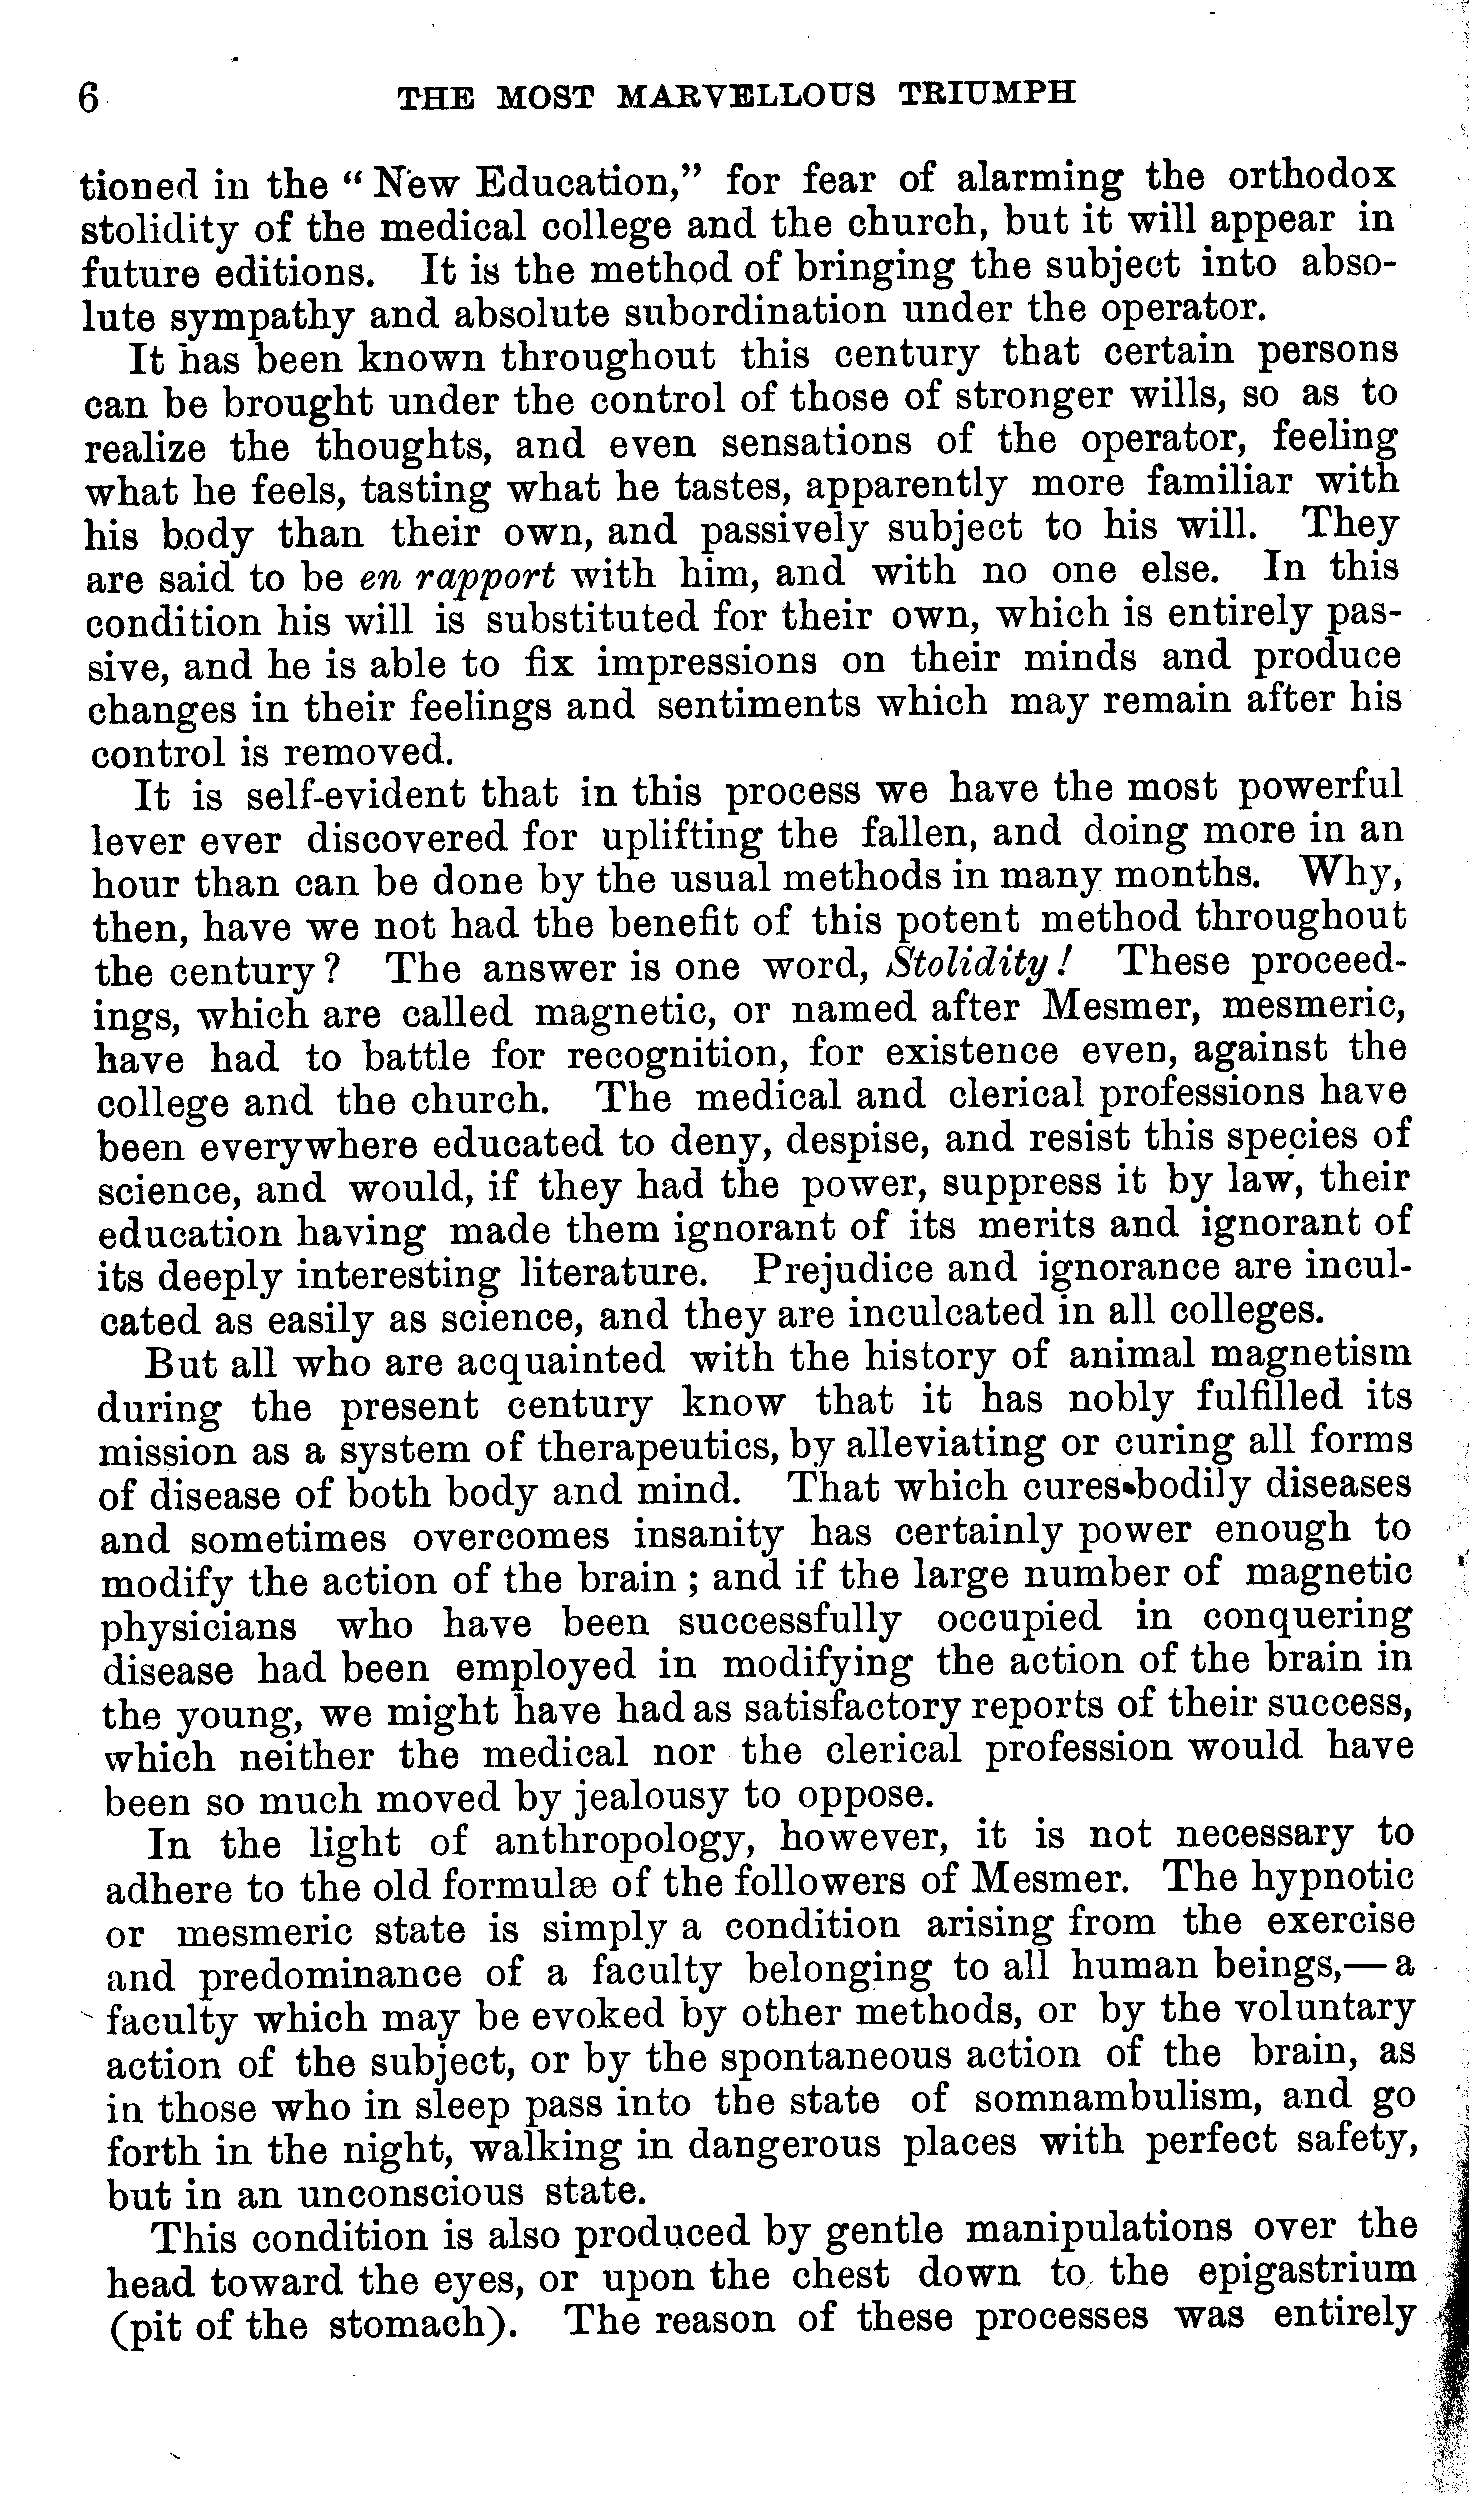 6 THE MOST MARVELLOUS TRIUMPH
tioned in the “New Education,” for fear of alarming the orthodox
stolidity of the medical college and the church, but it will appear in
future editions. It is the method of bringing the subject into abso-
lute sympathy and absolute subordination under the operator.
It has been known throughout this century that certain persons
can be brought under the control of those of stronger wills, so as to
realize the thoughts, and even sensations of the operator, feeling
what he feels, tasting what he tastes, apparently more familiar with
his body than their own, and passively subject to his will. They
are said to be en rapport with him, and with no one else. In this
condition his will is substituted for their own, which is entirely pas-
sive, and he is able to fix impressions on their minds and produce
changes in their feelings and sentiments which may remain after his
control is removed.
It is self-evident that in this process we have the most powerful
lever ever discovered for uplifting the fallen, and doing more in an
hour than can be done by the usual methods in many months. Why,
then, have we not had the benefit of this potent method throughout
the century? The answer is one word, Stolidity! These proceed-
ings, which are called magnetic, or named after Mesmer, mesmeric,
have had to battle for recognition, for existence even, against the
college and the church. The medical and clerical professions have
been everywhere educated to deny, despise, and resist this species of
science, and would, if they had the power, suppress it by law, their
education having made them ignorant of its merits and ignorant of
its deeply interesting literature. Prejudice and ignorance are incul-
cated as easily as science, and they are inculcated in all colleges.
But all who are acquainted with the history of animal magnetism
during the present century know that it has nobly fulfilled its
mission as a system of therapeutics, by alleviating or curing all forms
of disease of both body and mind. That which cures bodily diseases
and sometimes overcomes insanity has certainly power enough to
modify the action of the brain; and if the large number of magnetic
physicians who have been successfully occupied in conquering
disease had been employed in modifying the action of the brain in
the young, we might have had as satisfactory reports of their success,
which neither the medical nor the clerical profession would have
been so much moved by jealousy to oppose.
In the light of anthropology, however, it is not necessary to
adhere to the old formulæ of the followers of Mesmer. The hypnotic
or mesmeric state is simply a condition arising from the exercise
and predominance of a faculty belonging to all human beings,—a
faculty which may be evoked by other methods, or by the voluntary
action of the subject, or by the spontaneous action of the brain, as
in those who in sleep pass into the state of somnambulism, and go
forth in the night, walking in dangerous places with perfect safety,
but in an unconscious state.
This condition is also produced by gentle manipulations over the
head toward the eyes, or upon the chest down to the epigastrium
(pit of the stomach). The reason of these processes was entirely